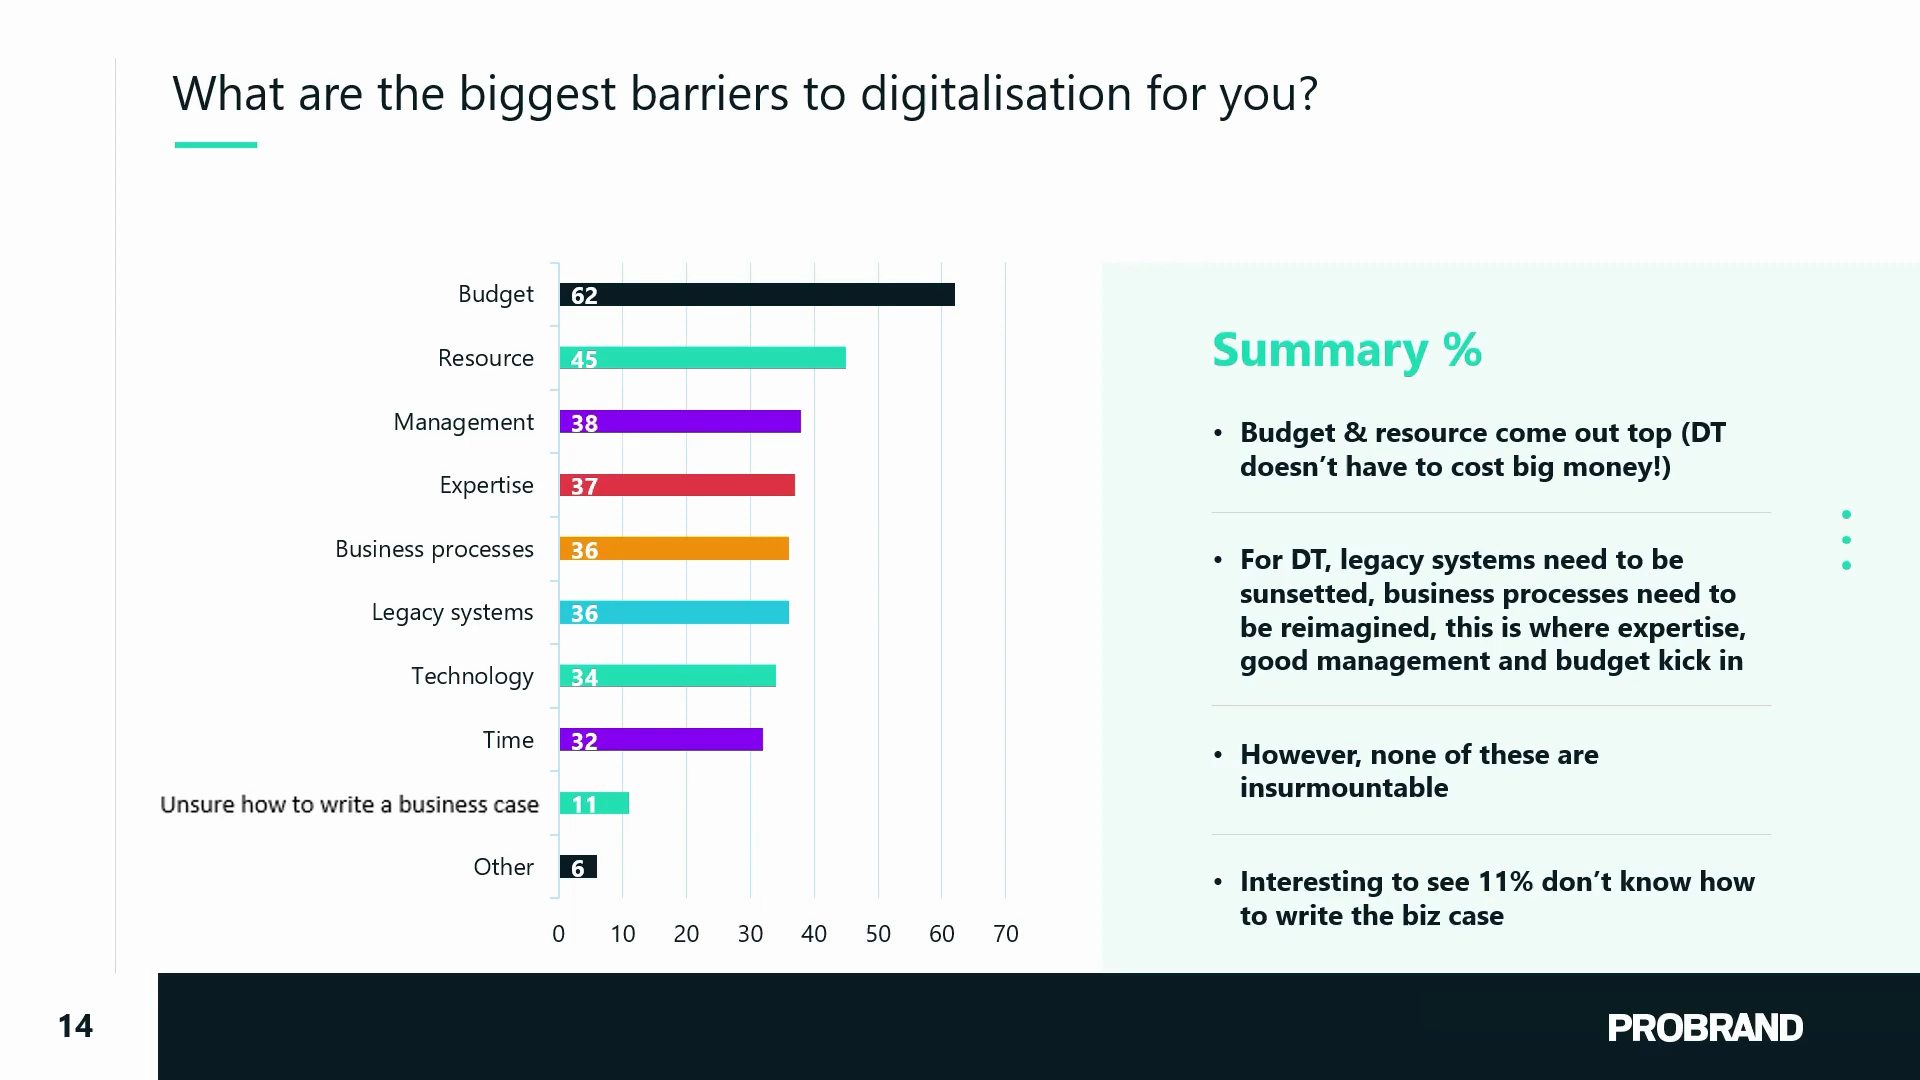 What are the biggest barriers to digitalisation for you?
Budget 62
Resource 45
Management 38
Expertise 37
Business processes 36
Legacy systems 36
Technology 34
Time 32
Unsure how to write a business case 11
Other 6
0 10 20 30 40 50 60 70
Summary %
• Budget & resource come out top (DT
doesn’t have to cost big money!)
• For DT, legacy systems need to be
sunsetted, business processes need to
be reimagined, this is where expertise,
good management and budget kick in
• However, none of these are
insurmountable
• Interesting to see 11% don’t know how
to write the biz case
14
PROBRAND